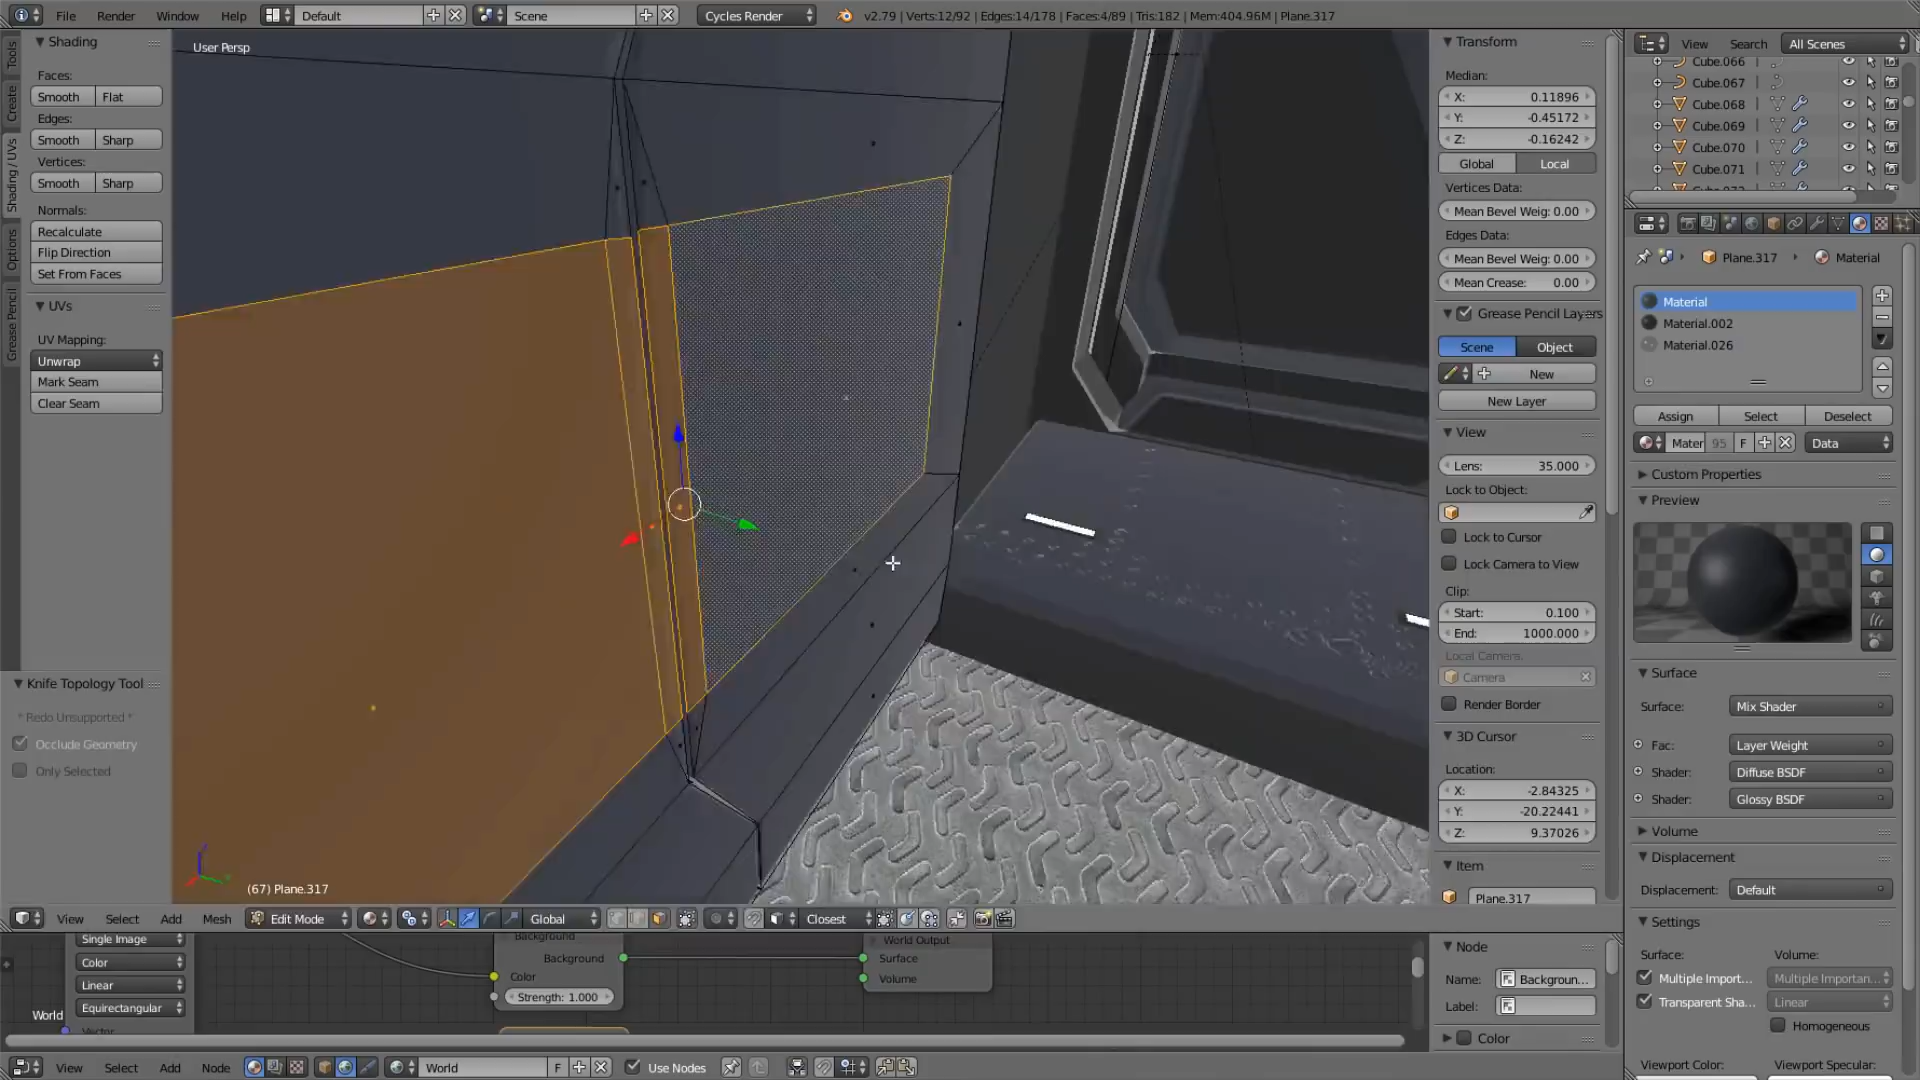 File Render Window Help Default Scene Cycles Render v2.79 | Verts:12/92 | Edges:14/178 | Faces:4/89 | Tris:182 | Mem:404.96M | Plane.317
Tools
Create
Shading / UVs
Options
Grease Pencil
Shading
Faces:
Smooth Flat
Edges:
Smooth Sharp
Vertices:
Smooth Sharp
Normals:
Recalculate
Flip Direction
Set From Faces
UVs
UV Mapping:
Unwrap
Mark Seam
Clear Seam
Knife Topology Tool
* Redo Unsupported *
Occlude Geometry
Only Selected
User Persp
(67) Plane.317
Transform
Median:
X: 0.11896
Y: -0.45172
Z: -0.16242
Global Local
Vertices Data:
Mean Bevel Weig: 0.00
Edges Data:
Mean Bevel Weig: 0.00
Mean Crease: 0.00
Grease Pencil Layers
Scene Object
New
New Layer
View
Lens: 35.000
Lock to Object:
Lock to Cursor
Lock Camera to View
Clip:
Start: 0.100
End: 1000.000
Local Camera:
Camera
Render Border
3D Cursor
Location:
X: -2.84325
Y: -20.22441
Z: 9.37026
Item
Plane.317
View Search All Scenes
Cube.066
Cube.067
Cube.068
Cube.069
Cube.070
Cube.071
Plane.317 Material
Material
Material.002
Material.026
Assign Select Deselect
Mater 95 F Data
Custom Properties
Preview
Surface
Surface: Mix Shader
Fac: Layer Weight
Shader: Diffuse BSDF
Shader: Glossy BSDF
Volume
Displacement
Displacement: Default
Settings
Surface: Volume:
Multiple Import... Multiple Importan...
Transparent Sha... Linear
Homogeneous
Viewport Color: Viewport Specular:
View Select Add Mesh Edit Mode Global Closest
Single Image
Color
Linear
Equirectangular
World
Vector
Background
Background
Color
Strength: 1.000
World Output
Surface
Volume
Node
Name: Backgroun...
Label:
Color
View Select Add Node World F Use Nodes